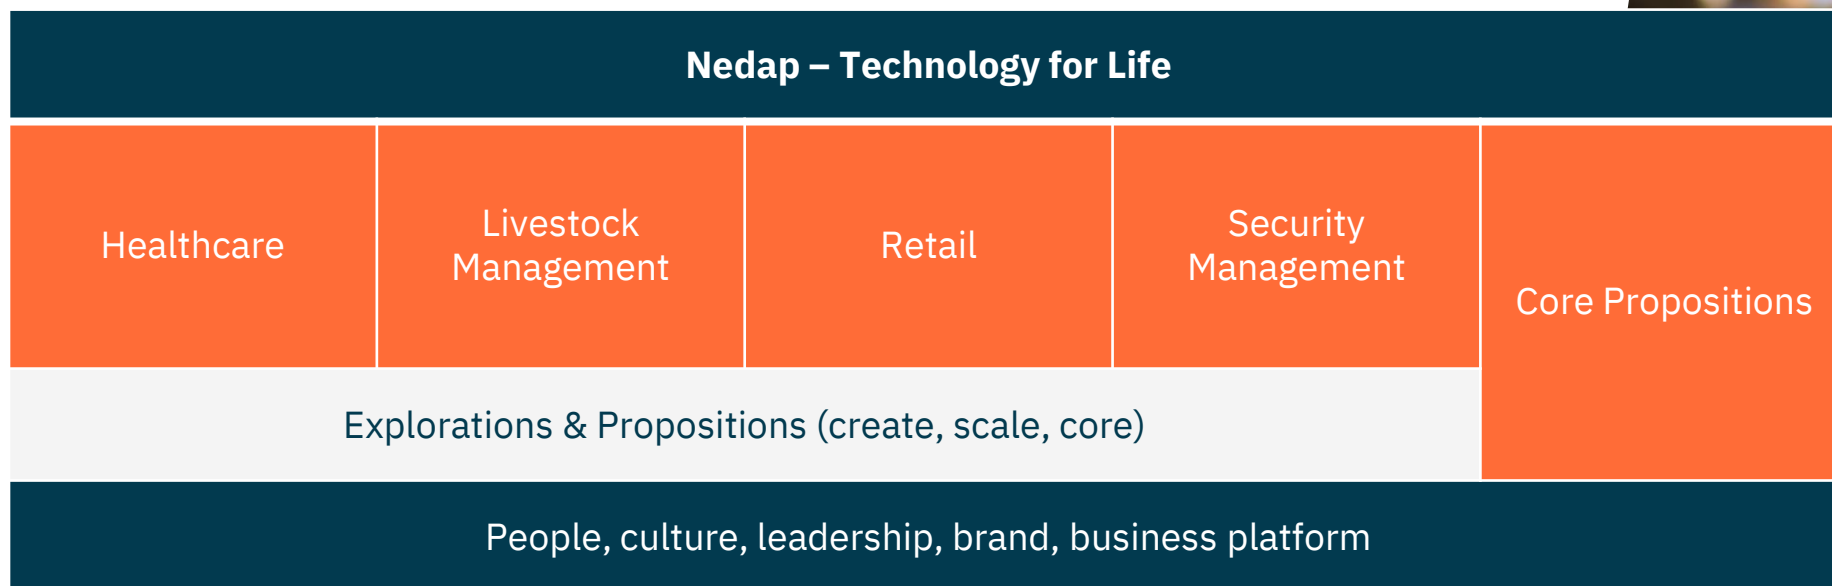 Nedap – Technology for Life
Healthcare
Livestock
Management
Retail
Security
Management
Core Propositions
Explorations & Propositions (create, scale, core)
People, culture, leadership, brand, business platform